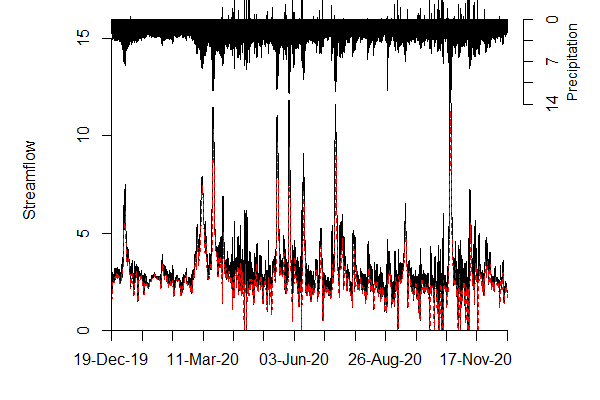 0
7
14
Precipitation
15
10
5
0
Streamflow
19-Dec-19
11-Mar-20
03-Jun-20
26-Aug-20
17-Nov-20